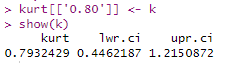 > kurt[['0.80']] <- k
> show(k)
     kurt    lwr.ci    upr.ci
0.7932429 0.4462187 1.2150872